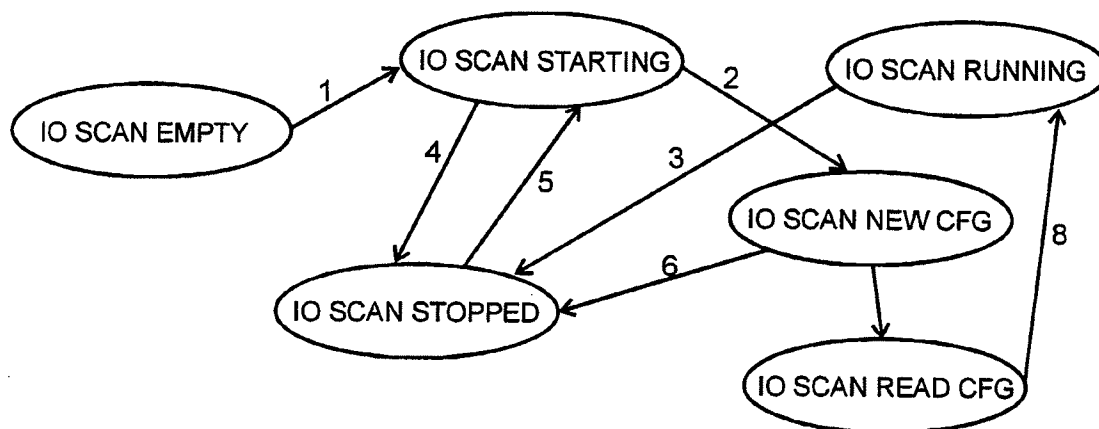 IO SCAN STARTING
IO SCAN RUNNING
IO SCAN EMPTY
1
2
3
4
5
IO SCAN NEW CFG
6
8
IO SCAN STOPPED
IO SCAN READ CFG